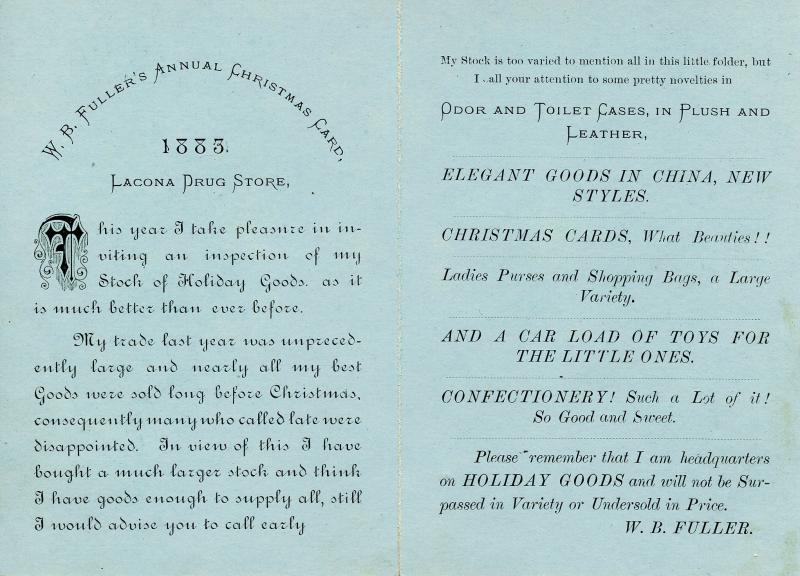 W. B. FULLER'S ANNUAL CHRISTMAS CARD,
1883.
LACONA DRUG STORE,
This year I take pleasure in in-
viting an inspection of my
Stock of Holiday Goods. as it
is much better than ever before.
My trade last year was unpreced-
ently large and nearly all my best
Goods were sold long before Christmas,
consequently many who called late were
disappointed. In view of this I have
bought a much larger stock and think
I have goods enough to supply all, still
I would advise you to call early
My Stock is too varied to mention all in this little folder, but
I call your attention to some pretty novelties in
ODOR AND TOILET CASES, IN PLUSH AND
LEATHER,
ELEGANT GOODS IN CHINA, NEW
STYLES.
CHRISTMAS CARDS, What Beauties!!
Ladies Purses and Shopping Bags, a Large
Variety.
AND A CAR LOAD OF TOYS FOR
THE LITTLE ONES.
CONFECTIONERY! Such a Lot of it!
So Good and Sweet.
Please remember that I am headquarters
on HOLIDAY GOODS and will not be Sur-
passed in Variety or Undersold in Price.
W. B. FULLER.